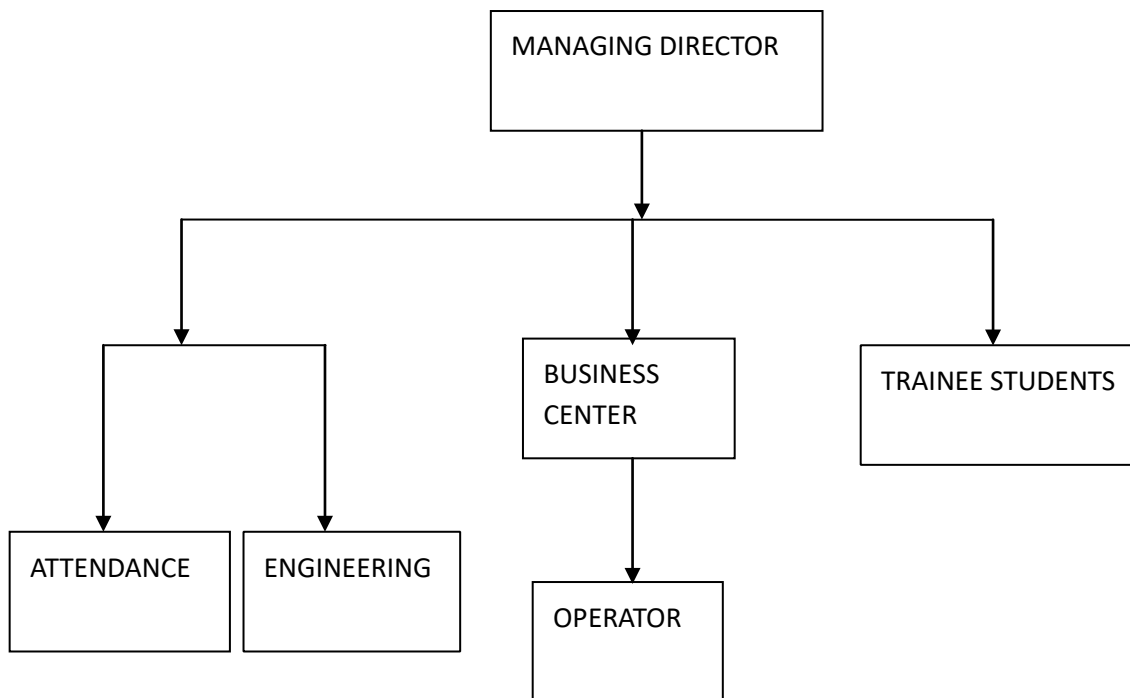 MANAGING DIRECTOR
BUSINESS
CENTER
TRAINEE STUDENTS
ATTENDANCE
ENGINEERING
OPERATOR